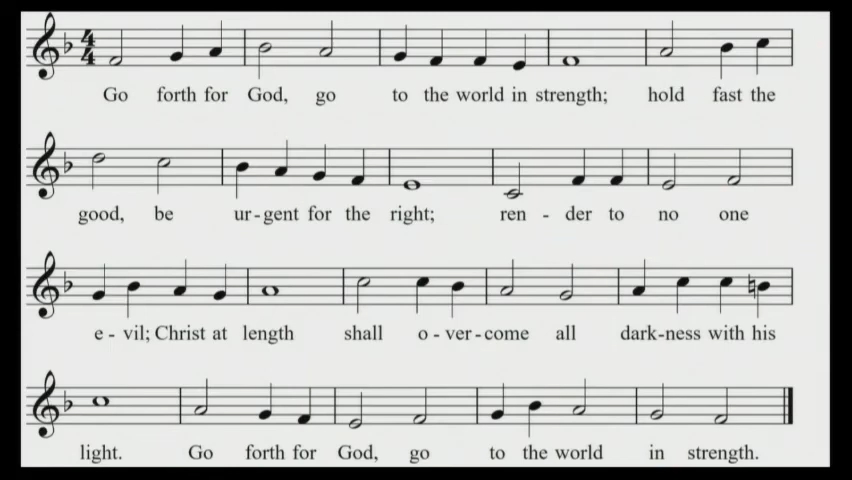 4
4
Go forth for God, go to the world in strength; hold fast the
good, be ur-gent for the right; ren - der to no one
e - vil; Christ at length shall o - ver - come all dark-ness with his
light. Go forth for God, go to the world in strength.